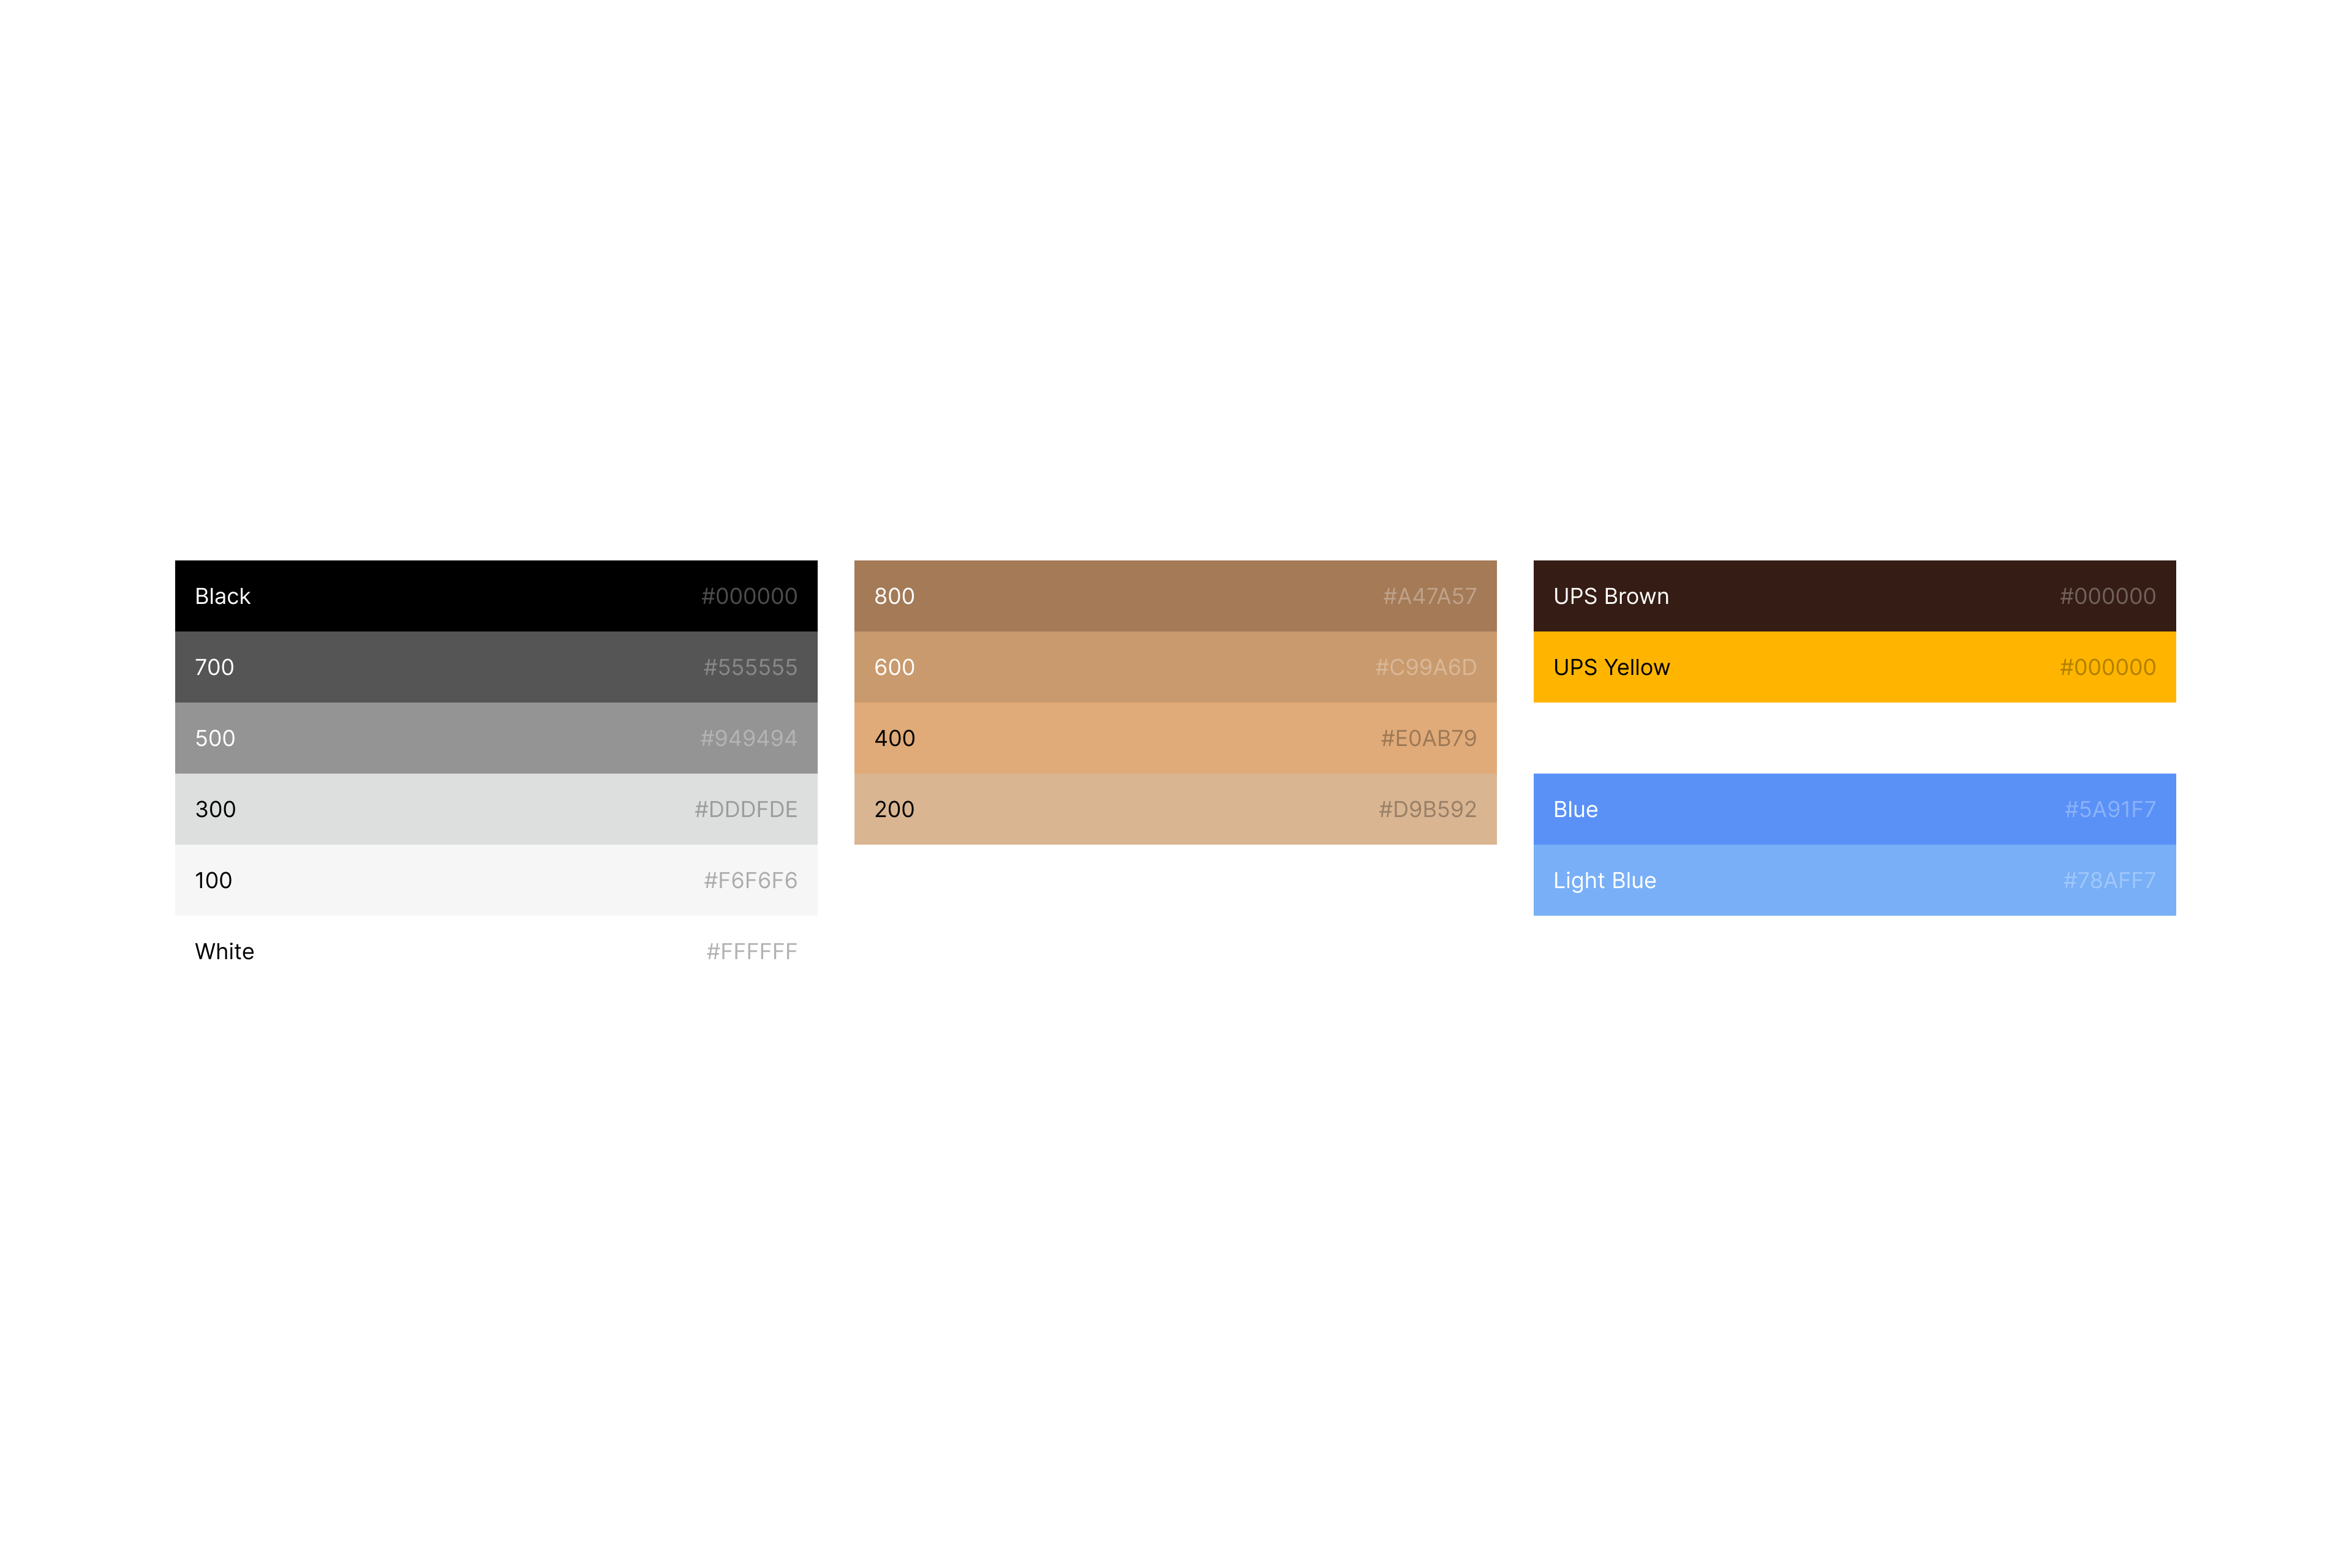 Black #000000
700 #555555
500 #949494
300 #DDDFDE
100 #F6F6F6
White #FFFFFF
800 #A47A57
600 #C99A6D
400 #E0AB79
200 #D9B592
UPS Brown #000000
UPS Yellow #000000
Blue #5A91F7
Light Blue #78AFF7